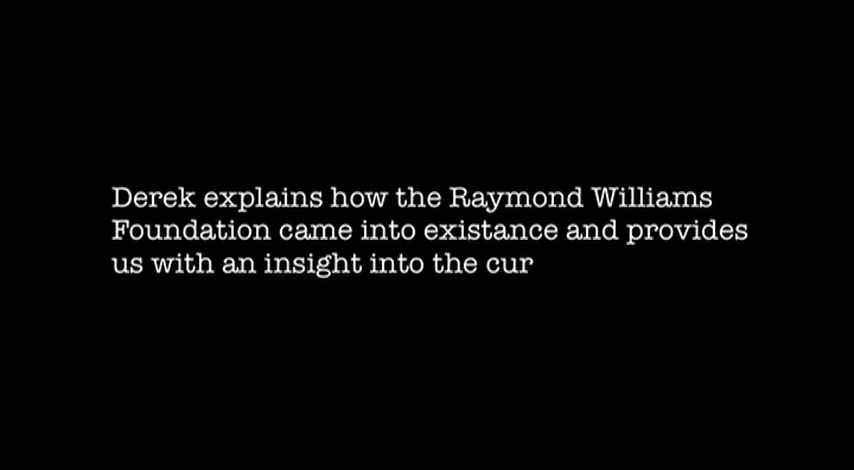 Derek explains how the Raymond Williams
Foundation came into existance and provides
us with an insight into the cur